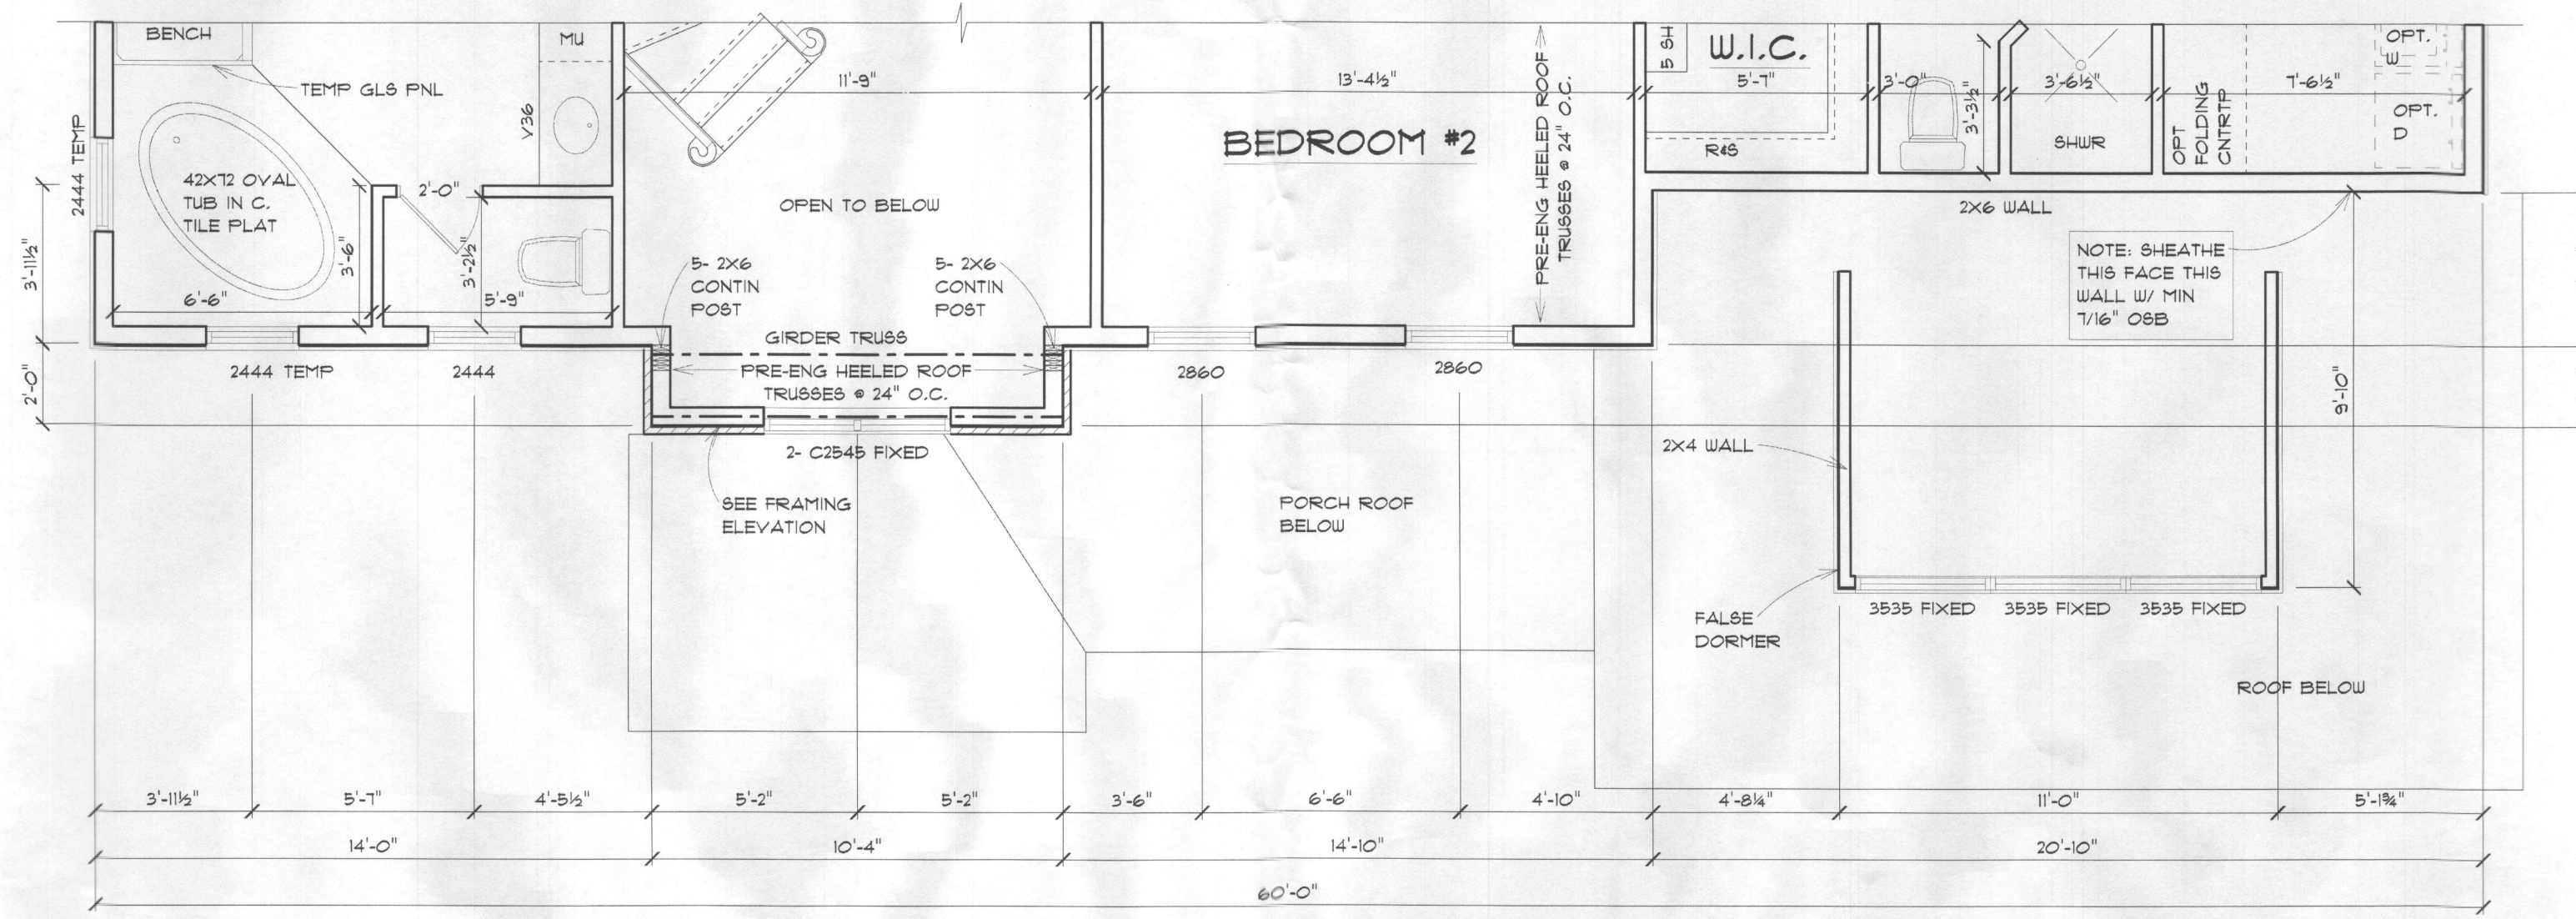 BENCH
MU
TEMP GLS PNL
V36
11'-9"
13'-4½"
PRE-ENG HEELED ROOF
TRUSSES @ 24" O.C.
5 SH
W.I.C.
5'-7"
3'-0"
3'-3½"
3'-6½"
7'-6½"
OPT.
W
OPT.
D
OPT
FOLDING
CNTRTP
SHWR
R&S
BEDROOM #2
2444 TEMP
42X72 OVAL
TUB IN C.
TILE PLAT
2'-0"
OPEN TO BELOW
2X6 WALL
3'-11½"
3'-6"
3'-2½"
6'-6"
5'-9"
5- 2X6
CONTIN
POST
5- 2X6
CONTIN
POST
NOTE: SHEATHE
THIS FACE THIS
WALL W/ MIN
7/16" OSB
GIRDER TRUSS
PRE-ENG HEELED ROOF
TRUSSES @ 24" O.C.
2'-0"
2444 TEMP
2444
2860
2860
9'-10"
2- C2545 FIXED
2X4 WALL
SEE FRAMING
ELEVATION
PORCH ROOF
BELOW
3535 FIXED
3535 FIXED
3535 FIXED
FALSE
DORMER
ROOF BELOW
3'-11½"
5'-7"
4'-5½"
5'-2"
5'-2"
3'-6"
6'-6"
4'-10"
4'-8¼"
11'-0"
5'-1¾"
14'-0"
10'-4"
14'-10"
20'-10"
60'-0"